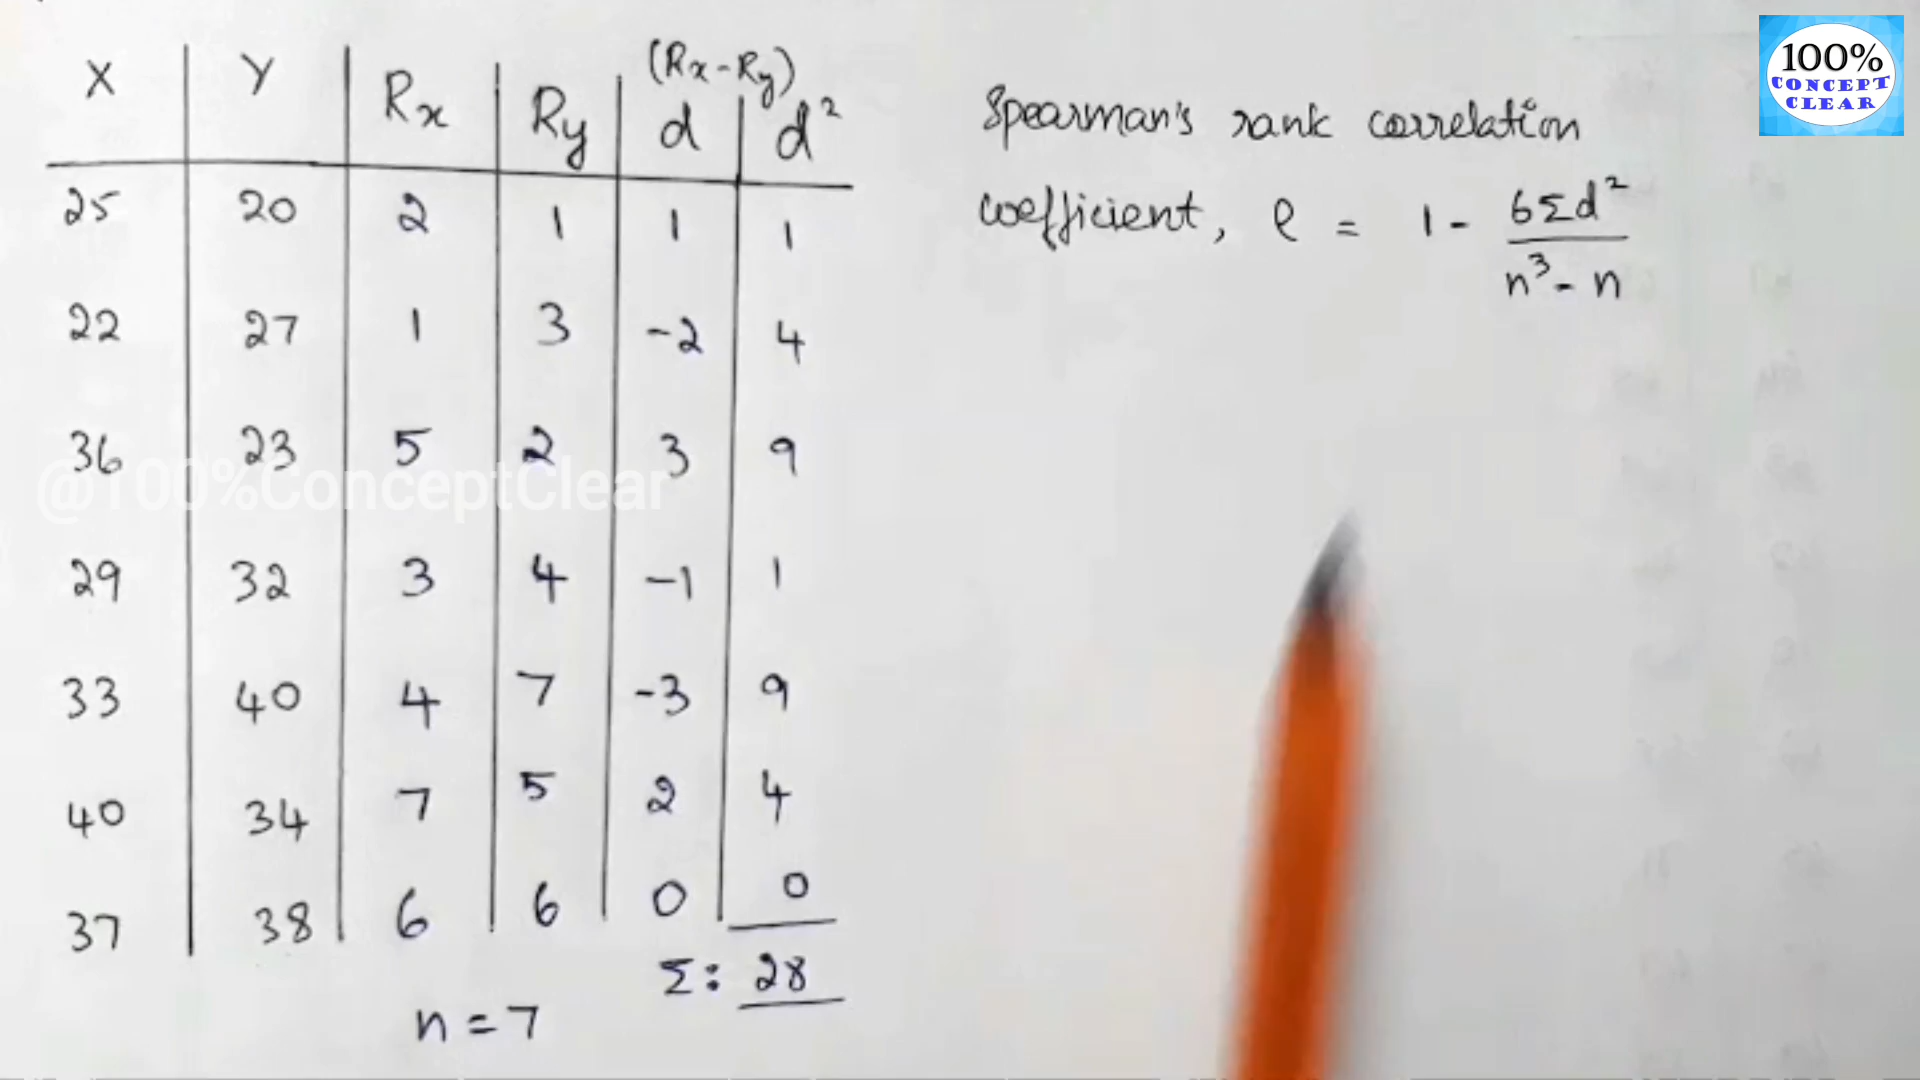 X Y Rx Ry (Rx-Ry) d d²
25 20 2 1 1 1
22 27 1 3 -2 4
36 23 5 2 3 9
29 32 3 4 -1 1
33 40 4 7 -3 9
40 34 7 5 2 4
37 38 6 6 0 0
Σ: 28
n = 7
Spearman's rank correlation
coefficient, ρ = 1 - 6Σd² / n³ - n
100%
CONCEPT
CLEAR
@100%ConceptClear